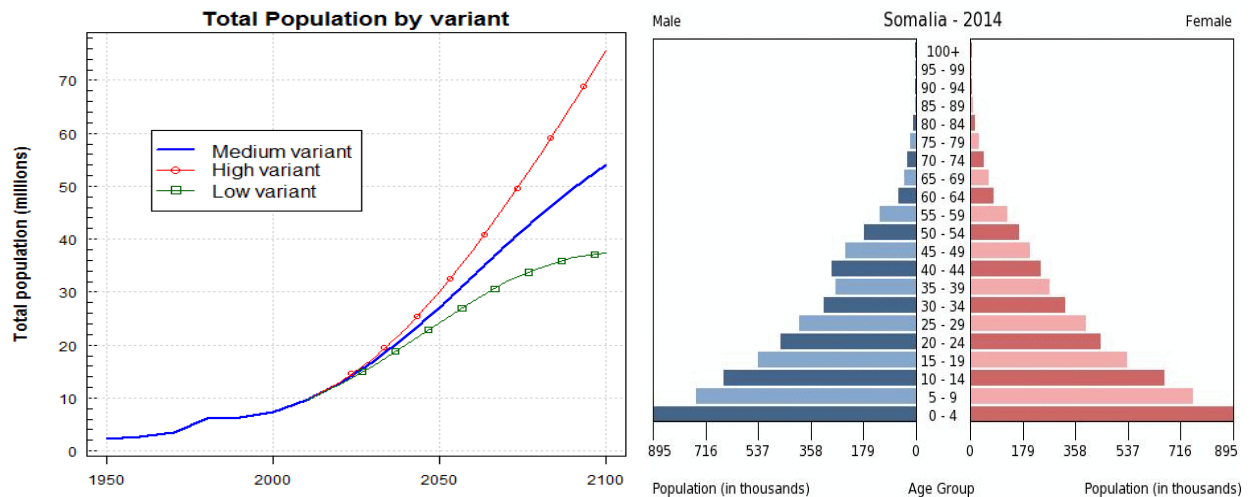 Total Population by variant
Total population (millions)
70
60
50
40
30
20
10
0
Medium variant
High variant
Low variant
1950
2000
2050
2100
Male
Somalia - 2014
Female
100+
95 - 99
90 - 94
85 - 89
80 - 84
75 - 79
70 - 74
65 - 69
60 - 64
55 - 59
50 - 54
45 - 49
40 - 44
35 - 39
30 - 34
25 - 29
20 - 24
15 - 19
10 - 14
5 - 9
0 - 4
895 716 537 358 179 0 0 179 358 537 716 895
Population (in thousands) Age Group Population (in thousands)